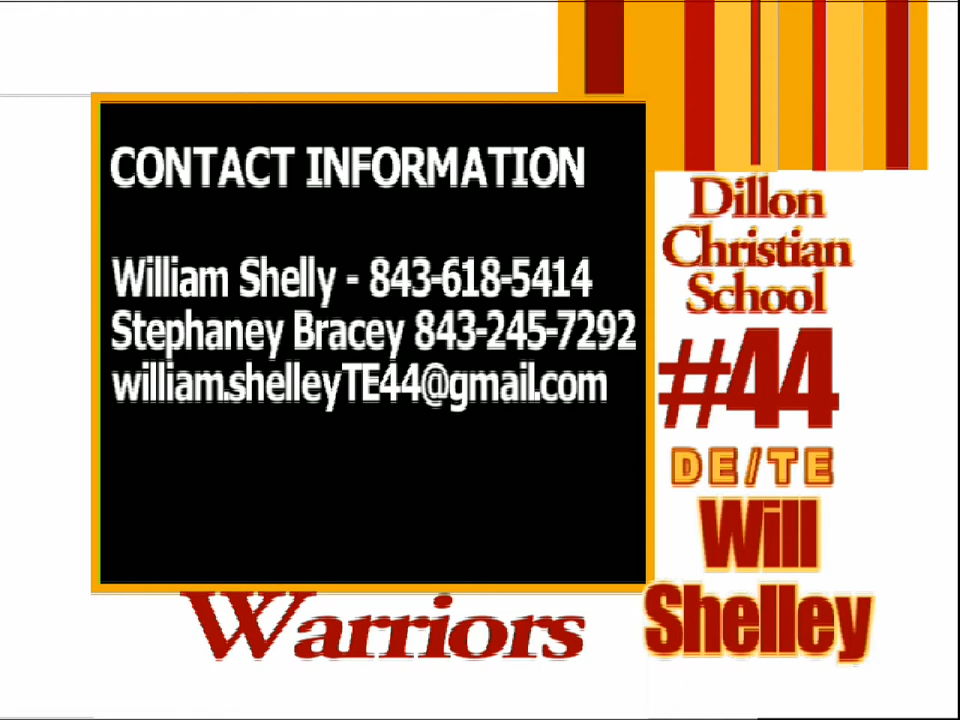 CONTACT INFORMATION
William Shelly - 843-618-5414
Stephaney Bracey 843-245-7292
william.shelleyTE44@gmail.com
Dillon
Christian
School
#44
DE/TE
Will
Shelley
Warriors